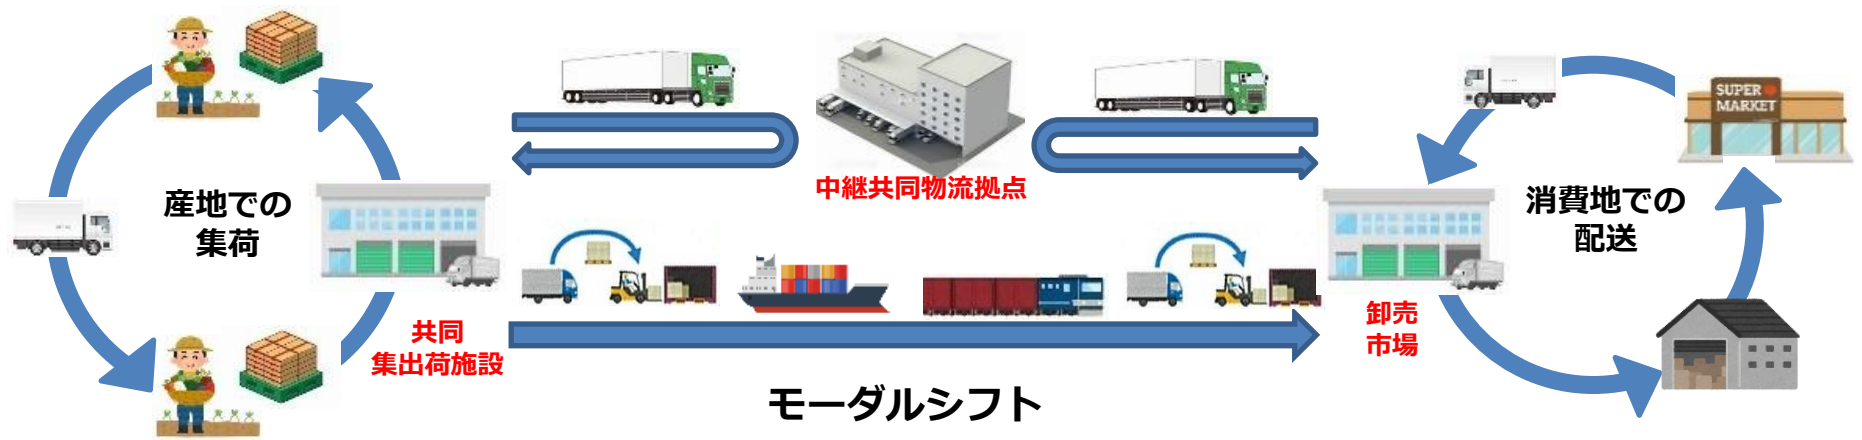 SUPER
MARKET
中継共同物流拠点
産地での
集荷
消費地での
配送
共同
集出荷施設
卸売
市場
モーダルシフト